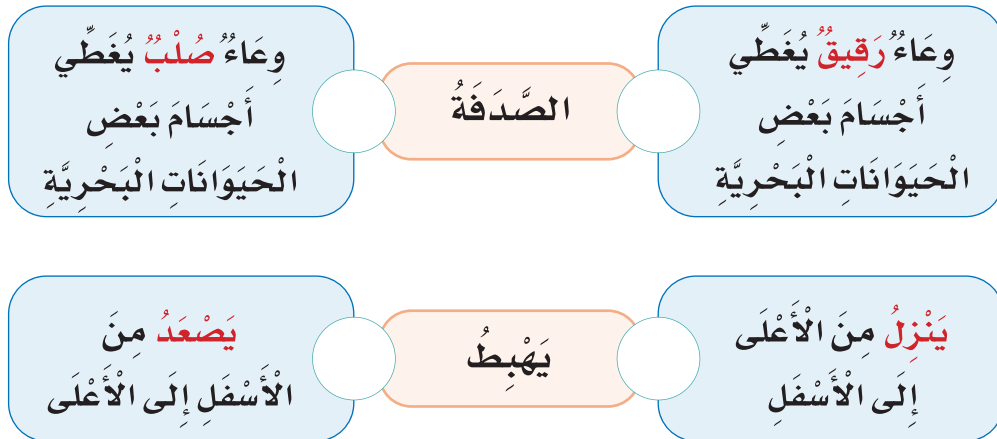 وِعَاءٌ رَقِيقٌ يُغَطِّي
أَجْسَامَ بَعْضِ
الْحَيَوَانَاتِ الْبَحْرِيَّةِ
الصَّدَفَةُ
وِعَاءٌ صُلْبٌ يُغَطِّي
أَجْسَامَ بَعْضِ
الْحَيَوَانَاتِ الْبَحْرِيَّةِ
يَنْزِلُ مِنَ الْأَعْلَى
إِلَى الْأَسْفَلِ
يَهْبِطُ
يَصْعَدُ مِنَ
الْأَسْفَلِ إِلَى الْأَعْلَى